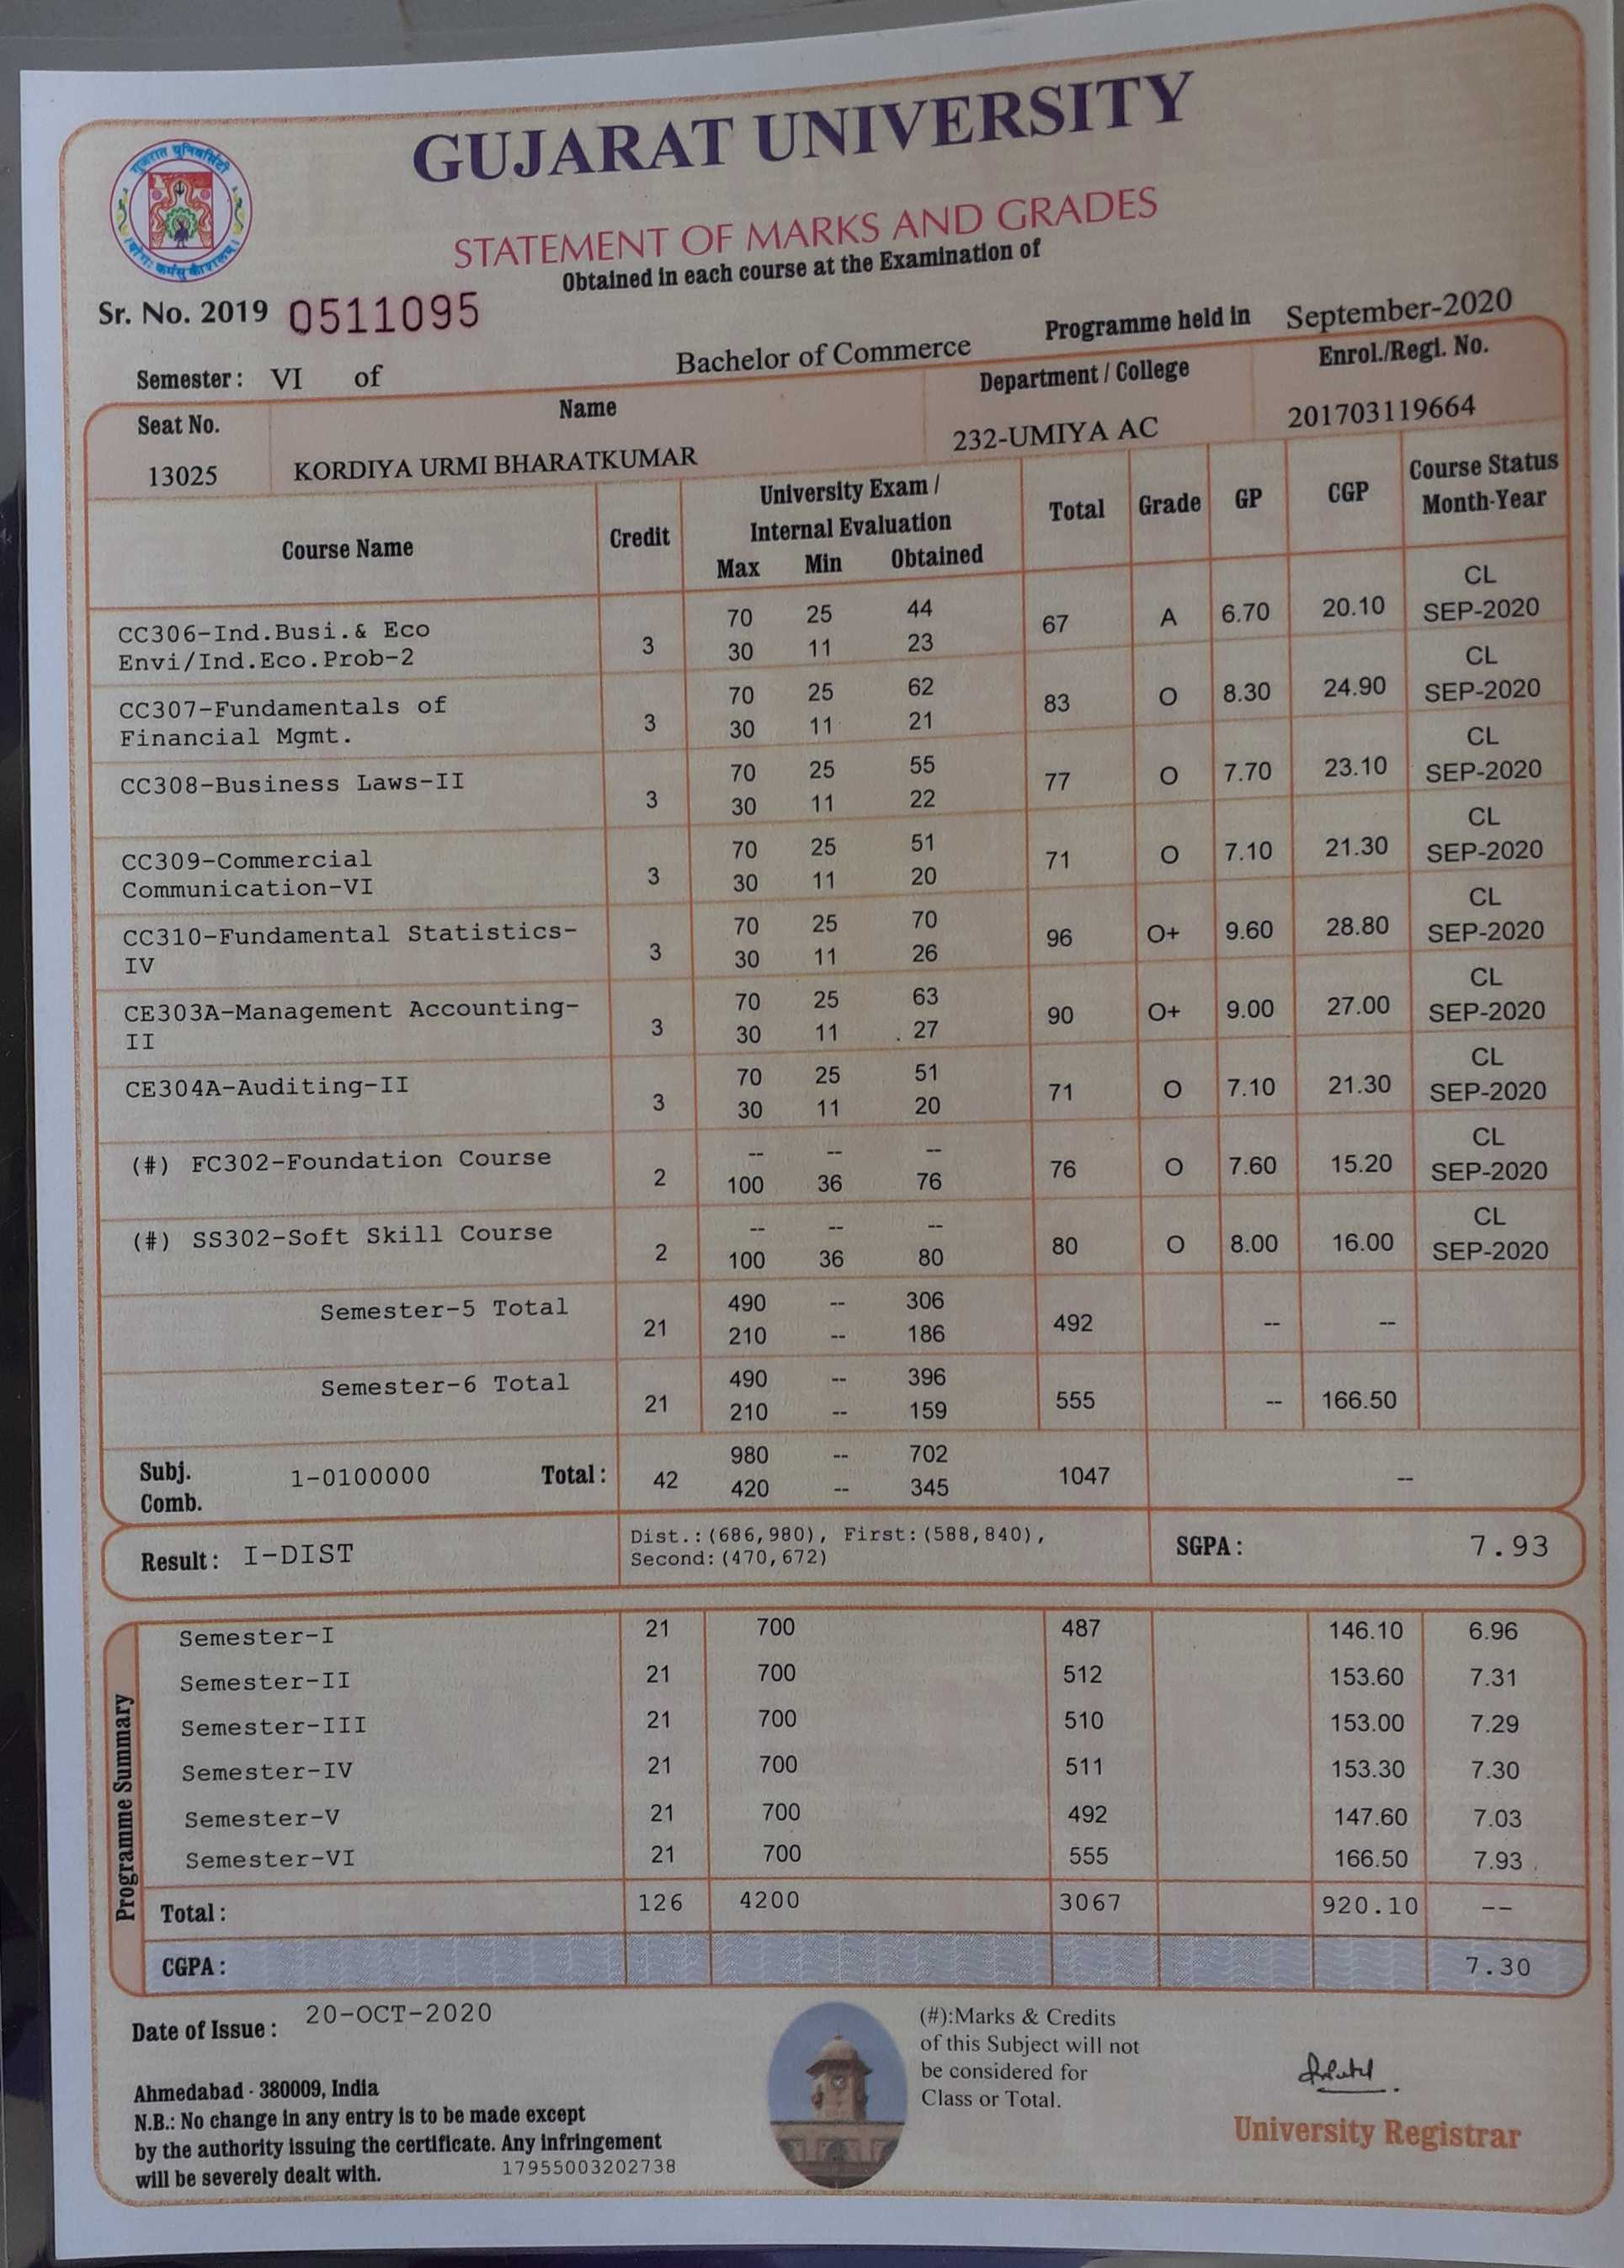 GUJARAT UNIVERSITY
STATEMENT OF MARKS AND GRADES
Obtained in each course at the Examination of
Sr. No. 2019 0511095
Programme held in September-2020
Semester : VI of Bachelor of Commerce
Seat No. Name Department / College Enrol./Regi. No.
13025 KORDIYA URMI BHARATKUMAR 232-UMIYA AC 201703119664
Course Name Credit University Exam / Internal Evaluation Total Grade GP CGP Course Status Month-Year
Max Min Obtained
CC306-Ind.Busi.& Eco 70 25 44 CL
Envi/Ind.Eco.Prob-2 3 30 11 23 67 A 6.70 20.10 SEP-2020
CC307-Fundamentals of 70 25 62 CL
Financial Mgmt. 3 30 11 21 83 O 8.30 24.90 SEP-2020
CC308-Business Laws-II 70 25 55 CL
3 30 11 22 77 O 7.70 23.10 SEP-2020
CC309-Commercial 70 25 51 CL
Communication-VI 3 30 11 20 71 O 7.10 21.30 SEP-2020
CC310-Fundamental Statistics- 70 25 70 CL
IV 3 30 11 26 96 O+ 9.60 28.80 SEP-2020
CE303A-Management Accounting- 70 25 63 CL
II 3 30 11 27 90 O+ 9.00 27.00 SEP-2020
CE304A-Auditing-II 70 25 51 CL
3 30 11 20 71 O 7.10 21.30 SEP-2020
(#) FC302-Foundation Course -- -- -- CL
2 100 36 76 76 O 7.60 15.20 SEP-2020
(#) SS302-Soft Skill Course -- -- -- CL
2 100 36 80 80 O 8.00 16.00 SEP-2020
Semester-5 Total 490 -- 306
21 210 -- 186 492 -- --
Semester-6 Total 490 -- 396
21 210 -- 159 555 -- 166.50
Subj. 1-0100000 Total : 980 -- 702
Comb. 42 420 -- 345 1047 --
Result : I-DIST Dist.:(686,980), First:(588,840), SGPA : 7.93
Second:(470,672)
Programme Summary
Semester-I 21 700 487 146.10 6.96
Semester-II 21 700 512 153.60 7.31
Semester-III 21 700 510 153.00 7.29
Semester-IV 21 700 511 153.30 7.30
Semester-V 21 700 492 147.60 7.03
Semester-VI 21 700 555 166.50 7.93
Total : 126 4200 3067 920.10 --
CGPA : 7.30
Date of Issue : 20-OCT-2020
Ahmedabad - 380009, India
N.B.: No change in any entry is to be made except
by the authority issuing the certificate. Any infringement
will be severely dealt with. 17955003202738
(#):Marks & Credits
of this Subject will not
be considered for
Class or Total.
University Registrar